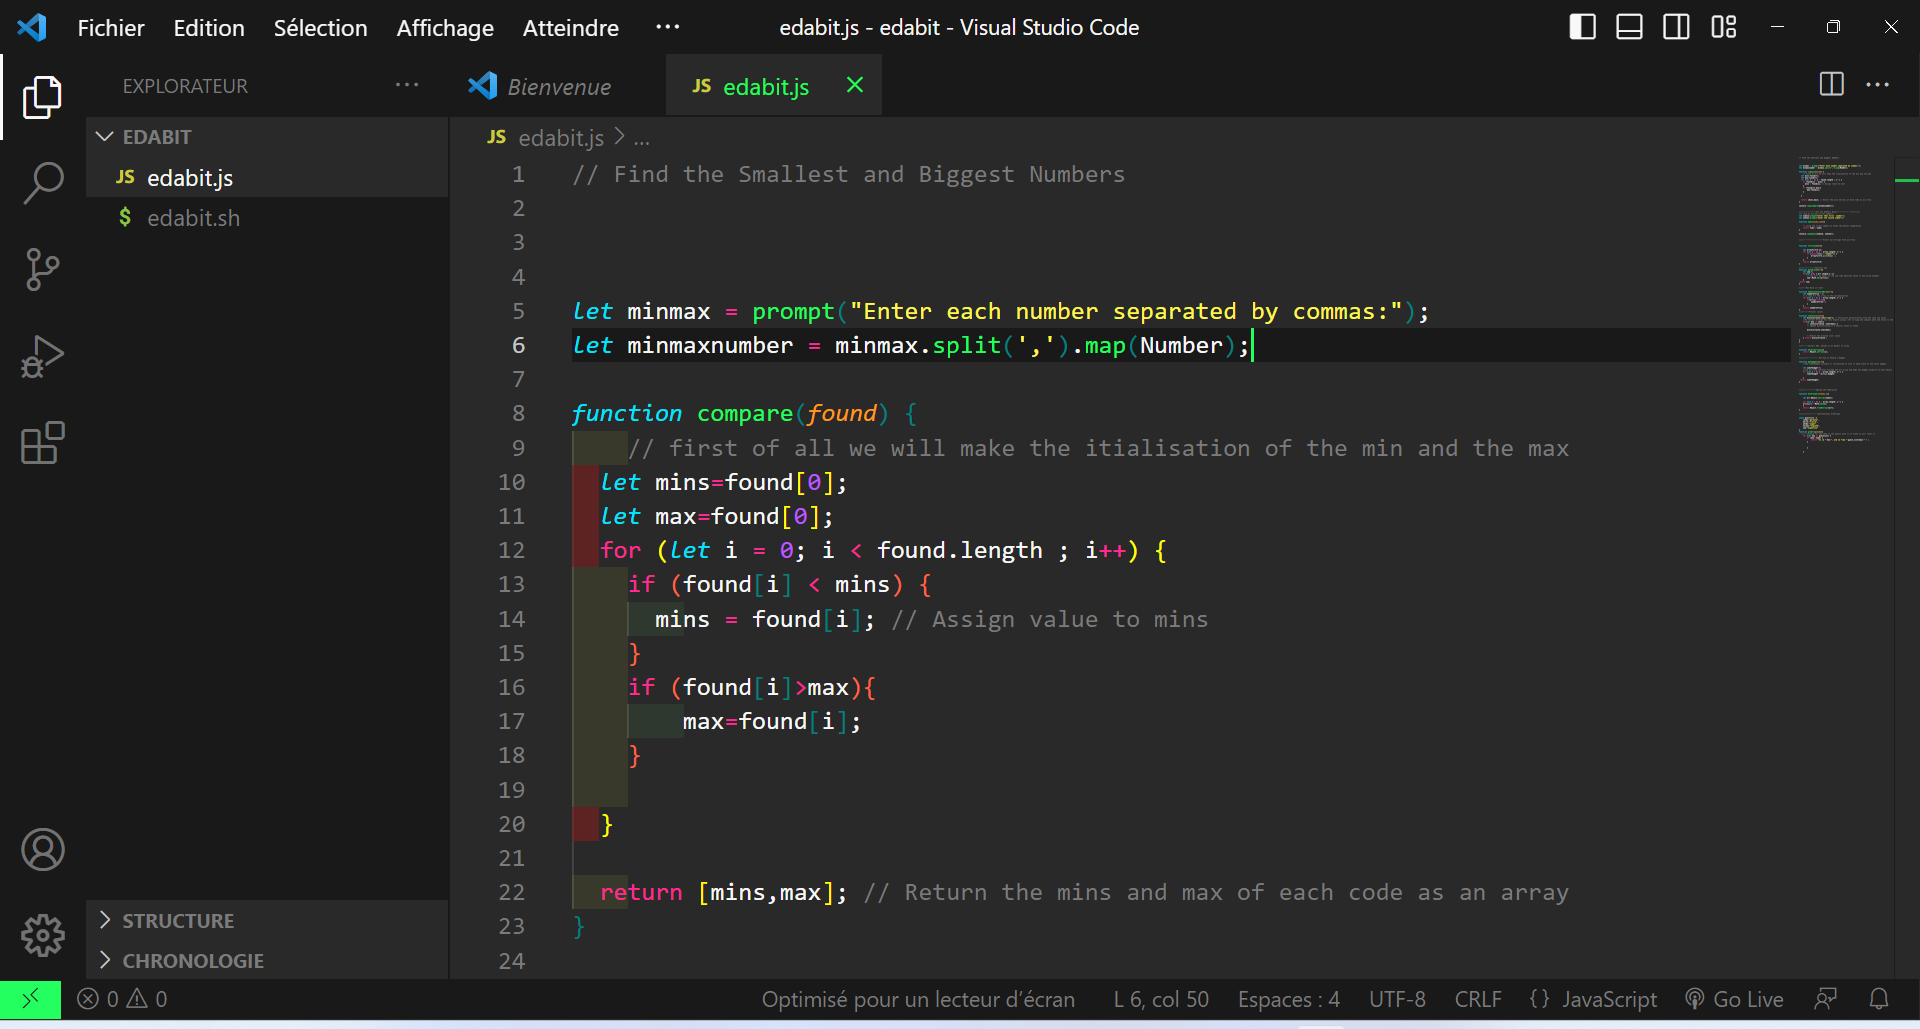 Fichier Edition Sélection Affichage Atteindre ··· edabit.js - edabit - Visual Studio Code
EXPLORATEUR ···
Bienvenue
JS edabit.js
EDABIT
JS edabit.js
$ edabit.sh
STRUCTURE
CHRONOLOGIE
JS edabit.js > ...
1 // Find the Smallest and Biggest Numbers
2
3
4
5 let minmax = prompt("Enter each number separated by commas:");
6 let minmaxnumber = minmax.split(',').map(Number);
7
8 function compare(found) {
9 // first of all we will make the itialisation of the min and the max
10 let mins=found[0];
11 let max=found[0];
12 for (let i = 0; i < found.length ; i++) {
13 if (found[i] < mins) {
14 mins = found[i]; // Assign value to mins
15 }
16 if (found[i]>max){
17 max=found[i];
18 }
19
20 }
21
22 return [mins,max]; // Return the mins and max of each code as an array
23 }
24
0 0 Optimisé pour un lecteur d’écran L 6, col 50 Espaces : 4 UTF-8 CRLF {} JavaScript Go Live